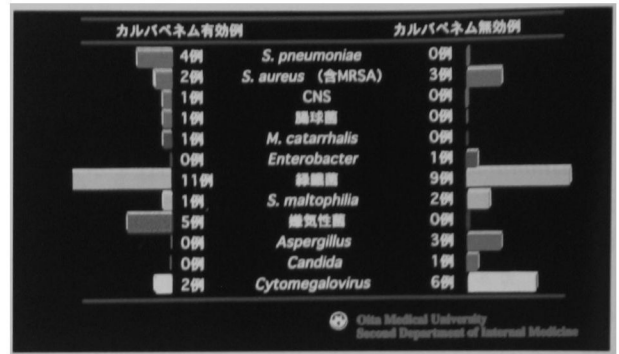 カルバペネム有効例 カルバペネム無効例
4例 S. pneumoniae 0例
2例 S. aureus （含MRSA） 3例
1例 CNS 0例
1例 腸球菌 0例
1例 M. catarrhalis 0例
0例 Enterobacter 1例
11例 緑膿菌 9例
1例 S. maltophilia 2例
5例 嫌気性菌 0例
0例 Aspergillus 3例
0例 Candida 1例
2例 Cytomegalovirus 6例
Oita Medical University
Second Department of Internal Medicine